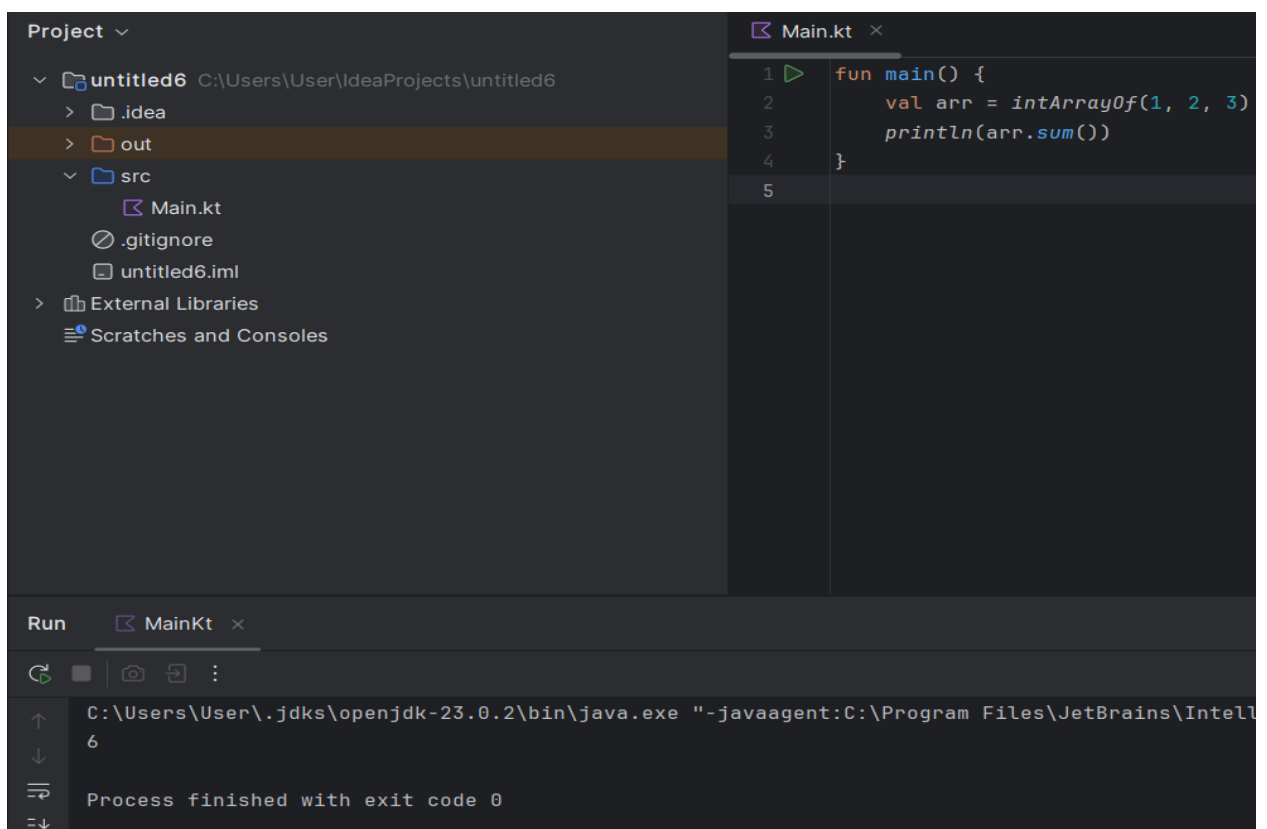 Project
untitled6 C:\Users\User\IdeaProjects\untitled6
.idea
out
src
Main.kt
.gitignore
untitled6.iml
External Libraries
Scratches and Consoles
Main.kt
1 fun main() {
2     val arr = intArrayOf(1, 2, 3)
3     println(arr.sum())
4 }
5
Run MainKt
C:\Users\User\.jdks\openjdk-23.0.2\bin\java.exe "-javaagent:C:\Program Files\JetBrains\Intell
6
Process finished with exit code 0